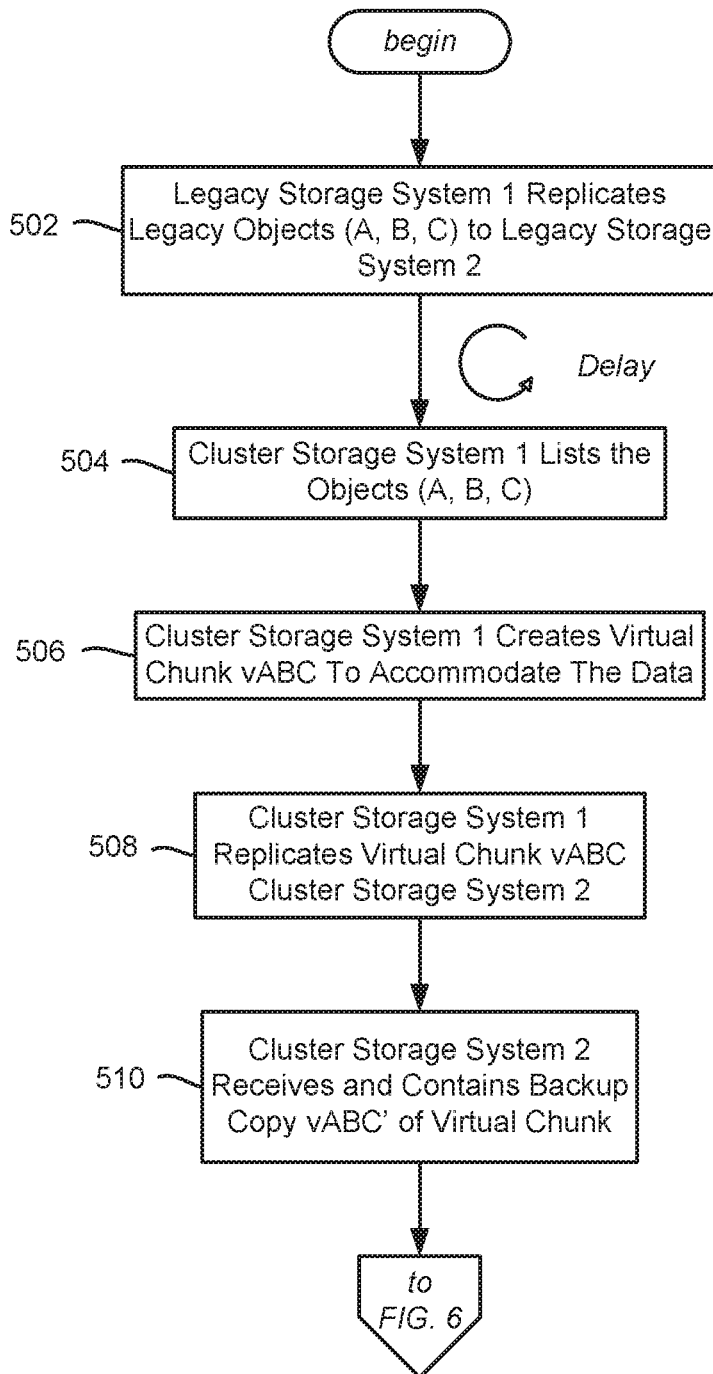 begin
502
Legacy Storage System 1 Replicates
Legacy Objects (A, B, C) to Legacy Storage
System 2
Delay
504
Cluster Storage System 1 Lists the
Objects (A, B, C)
506
Cluster Storage System 1 Creates Virtual
Chunk vABC To Accommodate The Data
508
Cluster Storage System 1
Replicates Virtual Chunk vABC
Cluster Storage System 2
510
Cluster Storage System 2
Receives and Contains Backup
Copy vABC’ of Virtual Chunk
to
FIG. 6